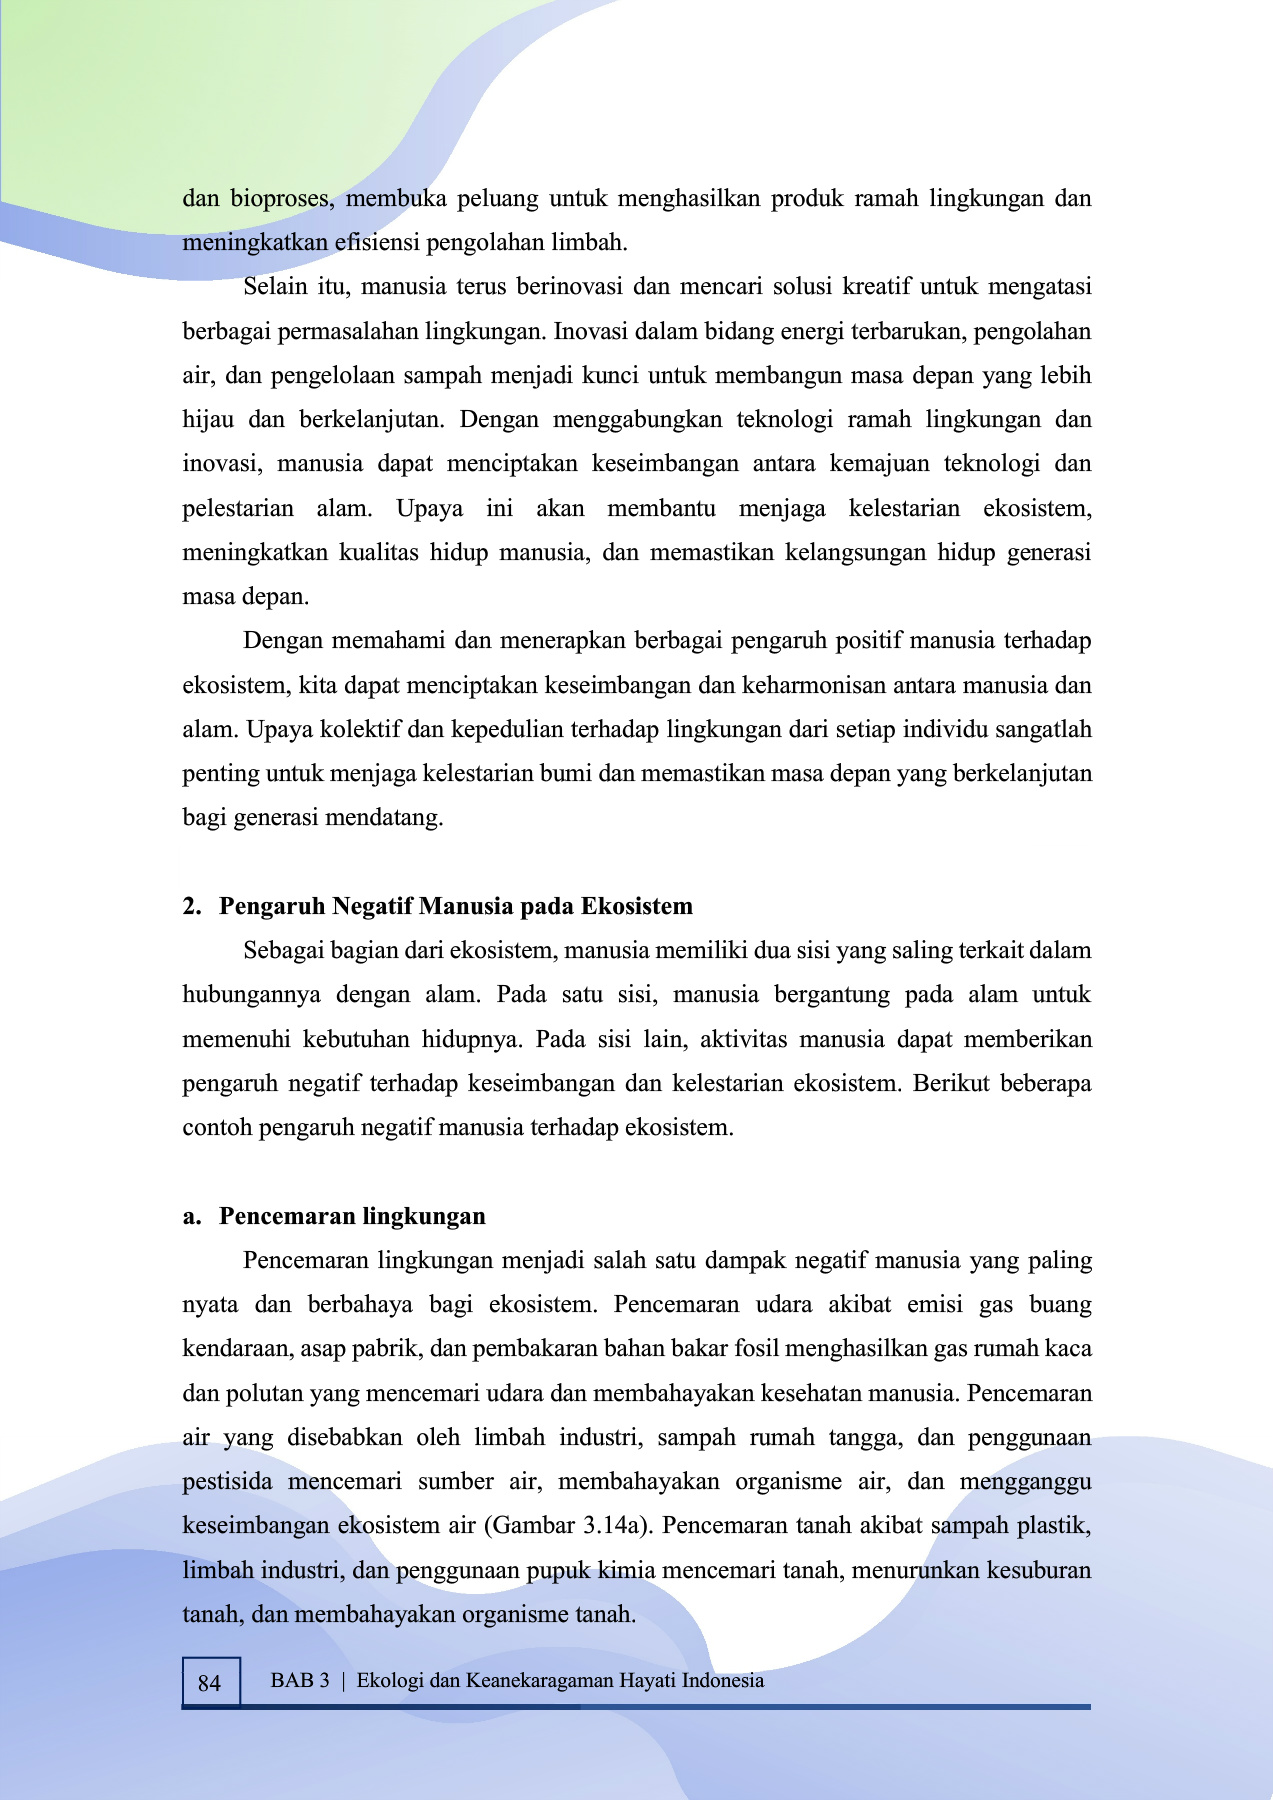 dan bioproses, membuka peluang untuk menghasilkan produk ramah lingkungan dan
meningkatkan efisiensi pengolahan limbah.
Selain itu, manusia terus berinovasi dan mencari solusi kreatif untuk mengatasi
berbagai permasalahan lingkungan. Inovasi dalam bidang energi terbarukan, pengolahan
air, dan pengelolaan sampah menjadi kunci untuk membangun masa depan yang lebih
hijau dan berkelanjutan. Dengan menggabungkan teknologi ramah lingkungan dan
inovasi, manusia dapat menciptakan keseimbangan antara kemajuan teknologi dan
pelestarian alam. Upaya ini akan membantu menjaga kelestarian ekosistem,
meningkatkan kualitas hidup manusia, dan memastikan kelangsungan hidup generasi
masa depan.
Dengan memahami dan menerapkan berbagai pengaruh positif manusia terhadap
ekosistem, kita dapat menciptakan keseimbangan dan keharmonisan antara manusia dan
alam. Upaya kolektif dan kepedulian terhadap lingkungan dari setiap individu sangatlah
penting untuk menjaga kelestarian bumi dan memastikan masa depan yang berkelanjutan
bagi generasi mendatang.
2. Pengaruh Negatif Manusia pada Ekosistem
Sebagai bagian dari ekosistem, manusia memiliki dua sisi yang saling terkait dalam
hubungannya dengan alam. Pada satu sisi, manusia bergantung pada alam untuk
memenuhi kebutuhan hidupnya. Pada sisi lain, aktivitas manusia dapat memberikan
pengaruh negatif terhadap keseimbangan dan kelestarian ekosistem. Berikut beberapa
contoh pengaruh negatif manusia terhadap ekosistem.
a. Pencemaran lingkungan
Pencemaran lingkungan menjadi salah satu dampak negatif manusia yang paling
nyata dan berbahaya bagi ekosistem. Pencemaran udara akibat emisi gas buang
kendaraan, asap pabrik, dan pembakaran bahan bakar fosil menghasilkan gas rumah kaca
dan polutan yang mencemari udara dan membahayakan kesehatan manusia. Pencemaran
air yang disebabkan oleh limbah industri, sampah rumah tangga, dan penggunaan
pestisida mencemari sumber air, membahayakan organisme air, dan mengganggu
keseimbangan ekosistem air (Gambar 3.14a). Pencemaran tanah akibat sampah plastik,
limbah industri, dan penggunaan pupuk kimia mencemari tanah, menurunkan kesuburan
tanah, dan membahayakan organisme tanah.
84 BAB 3 | Ekologi dan Keanekaragaman Hayati Indonesia